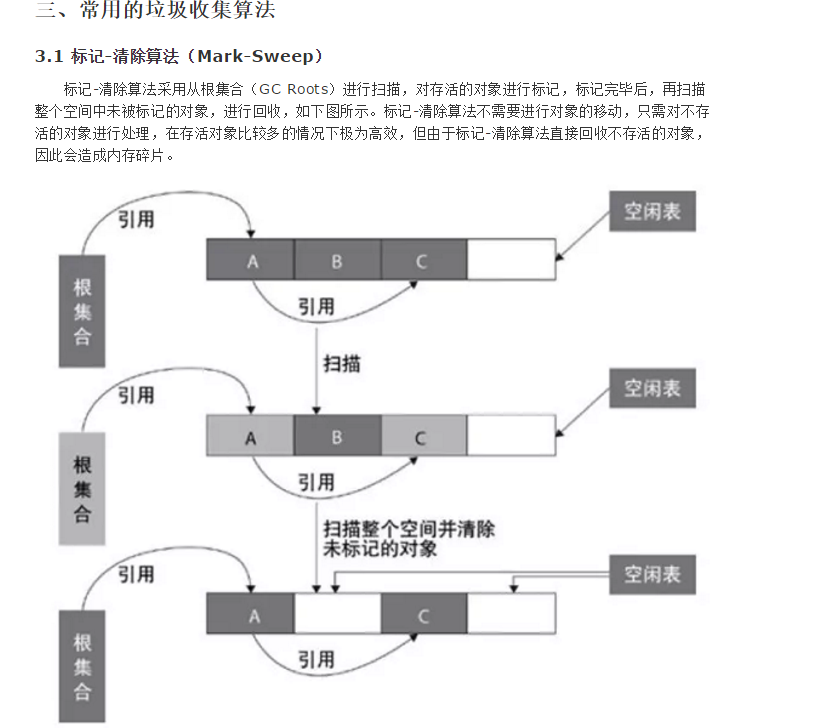 三、常用的垃圾收集算法
3.1 标记-清除算法（Mark-Sweep）
标记-清除算法采用从根集合（GC Roots）进行扫描，对存活的对象进行标记，标记完毕后，再扫描
整个空间中未被标记的对象，进行回收，如下图所示。标记-清除算法不需要进行对象的移动，只需对不存
活的对象进行处理，在存活对象比较多的情况下极为高效，但由于标记-清除算法直接回收不存活的对象，
因此会造成内存碎片。
引用
空闲表
根集合
A
B
C
引用
扫描
引用
空闲表
根集合
A
B
C
引用
扫描整个空间并清除
未标记的对象
引用
空闲表
根集合
A
C
引用